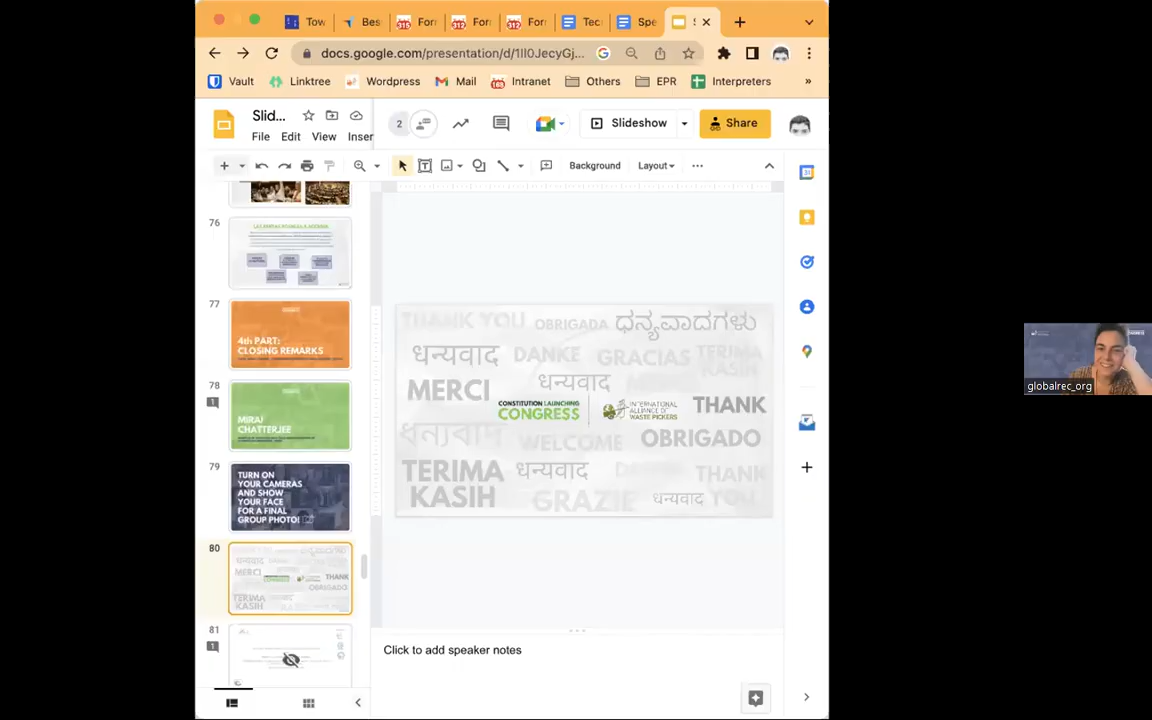 Tow
Bes
Forr
For
For
Tec
Spe
S
docs.google.com/presentation/d/1Il0JecyGj...
Vault
Linktree
Wordpress
Mail
Intranet
Others
EPR
Interpreters
»
Slid...
2
Slideshow
Share
File Edit View Inser
Background
Layout
76
77
4th PART:
CLOSING REMARKS
78
1
MIRAI
CHATTERJEE
79
TURN ON
YOUR CAMERAS
AND SHOW
YOUR FACE
FOR A FINAL
GROUP PHOTO!
80
81
1
THANK YOU OBRIGADA ಧನ್ಯವಾದಗಳು
धन्यवाद DANKE GRACIAS TERIMA KASIH
MERCI धन्यवाद
CONSTITUTION LAUNCHING
CONGRESS
INTERNATIONAL
ALLIANCE OF
WASTE PICKERS
THANK
WELCOME OBRIGADO
TERIMA
KASIH
धन्यवाद
THANK
YOU
GRAZIE
धन्यवाद
Click to add speaker notes
globalrec_org